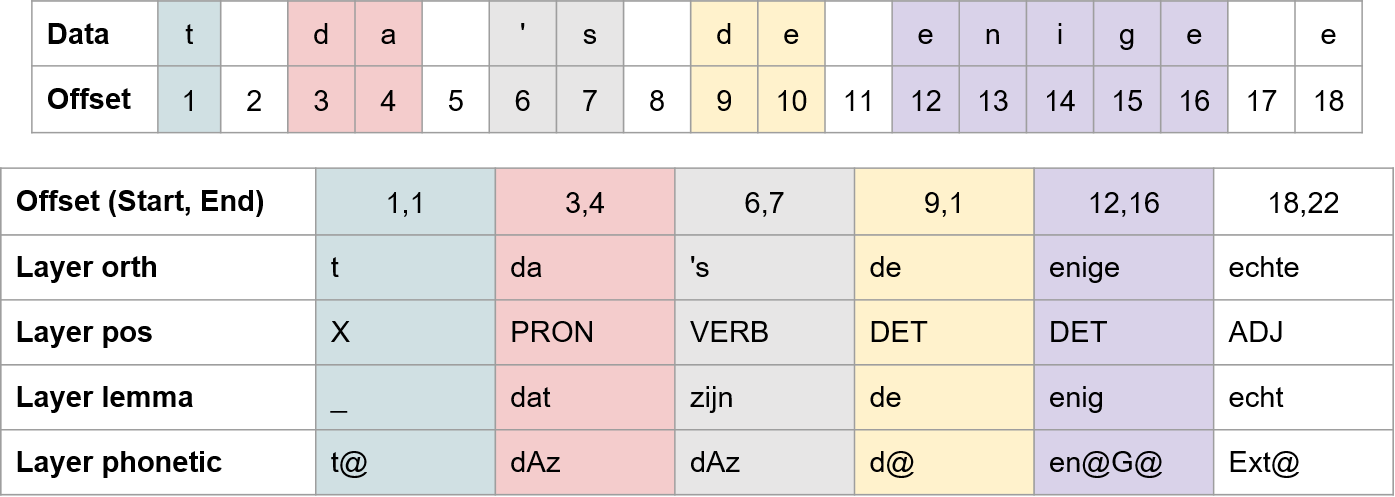 Data t d a ' s d e e n i g e e
Offset 1 2 3 4 5 6 7 8 9 10 11 12 13 14 15 16 17 18
Offset (Start, End) 1,1 3,4 6,7 9,1 12,16 18,22
Layer orth t da 's de enige echte
Layer pos X PRON VERB DET DET ADJ
Layer lemma _ dat zijn de enig echt
Layer phonetic t@ dAz dAz d@ en@G@ Ext@